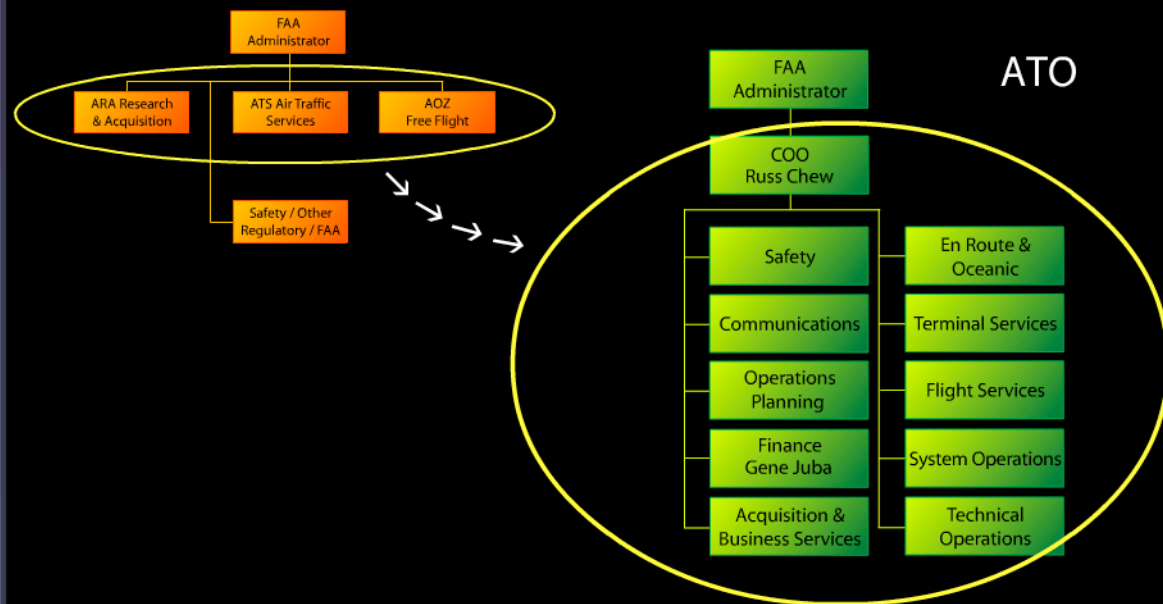 FAA
Administrator
ARA Research
& Acquisition
ATS Air Traffic
Services
AOZ
Free Flight
Safety / Other
Regulatory / FAA
ATO
FAA
Administrator
COO
Russ Chew
Safety
Communications
Operations
Planning
Finance
Gene Juba
Acquisition &
Business Services
En Route &
Oceanic
Terminal Services
Flight Services
System Operations
Technical
Operations